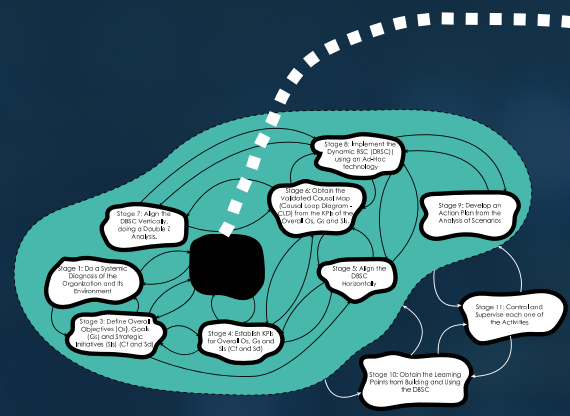 Stage 8: Implement the
Dynamic BSC (DBSC)
using an Ad-Hoc
technology
Stage 6: Obtain the
Validated Causal Map
(Causal Loop Diagram -
CLD) from the KPIs of the
Overall Os, Gs and SIs.
Stage 9: Develop an
Action Plan from the
Analysis of Scenarios
Stage 7: Align the
DBSC Vertically,
doing a Double Z
Analysis.
Stage 1: Do a Systemic
Diagnosis of the
Organization and its
Environment
Stage 5: Align the
DBSC
Horizontally
Stage 11: Control and
Supervise each one of
the Activities
Stage 3: Define Overall
Objectives (Os), Goals
(Gs) and Strategic
Initiatives (SIs) (Cf and Sd)
Stage 4: Establish KPIs
for Overall Os, Gs and
SIs (Cf and Sd)
Stage 10: Obtain the Learning
Points from Building and Using
the DBSC